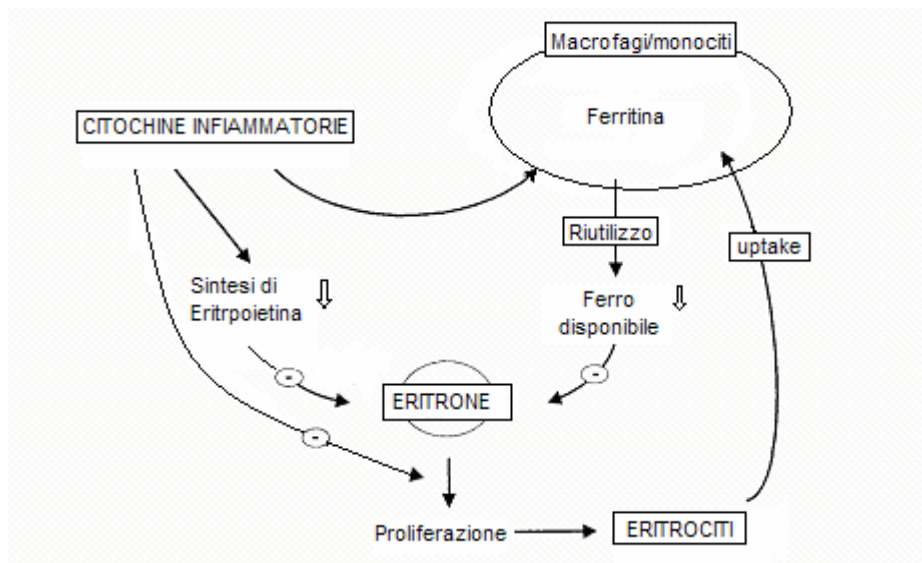 Macrofagi/monociti
CITOCHINE INFIAMMATORIE
Ferritina
Riutilizzo
uptake
Sintesi di
Eritrpoietina
Ferro
disponibile
-
-
ERITRONE
-
Proliferazione
ERITROCITI